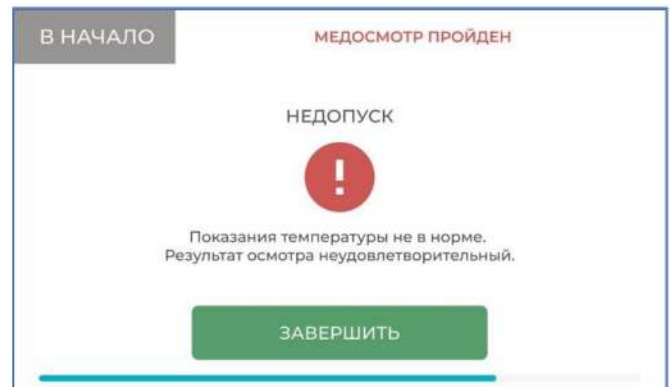 В НАЧАЛО
МЕДОСМОТР ПРОЙДЕН
НЕДОПУСК
!
Показания температуры не в норме.
Результат осмотра неудовлетворительный.
ЗАВЕРШИТЬ